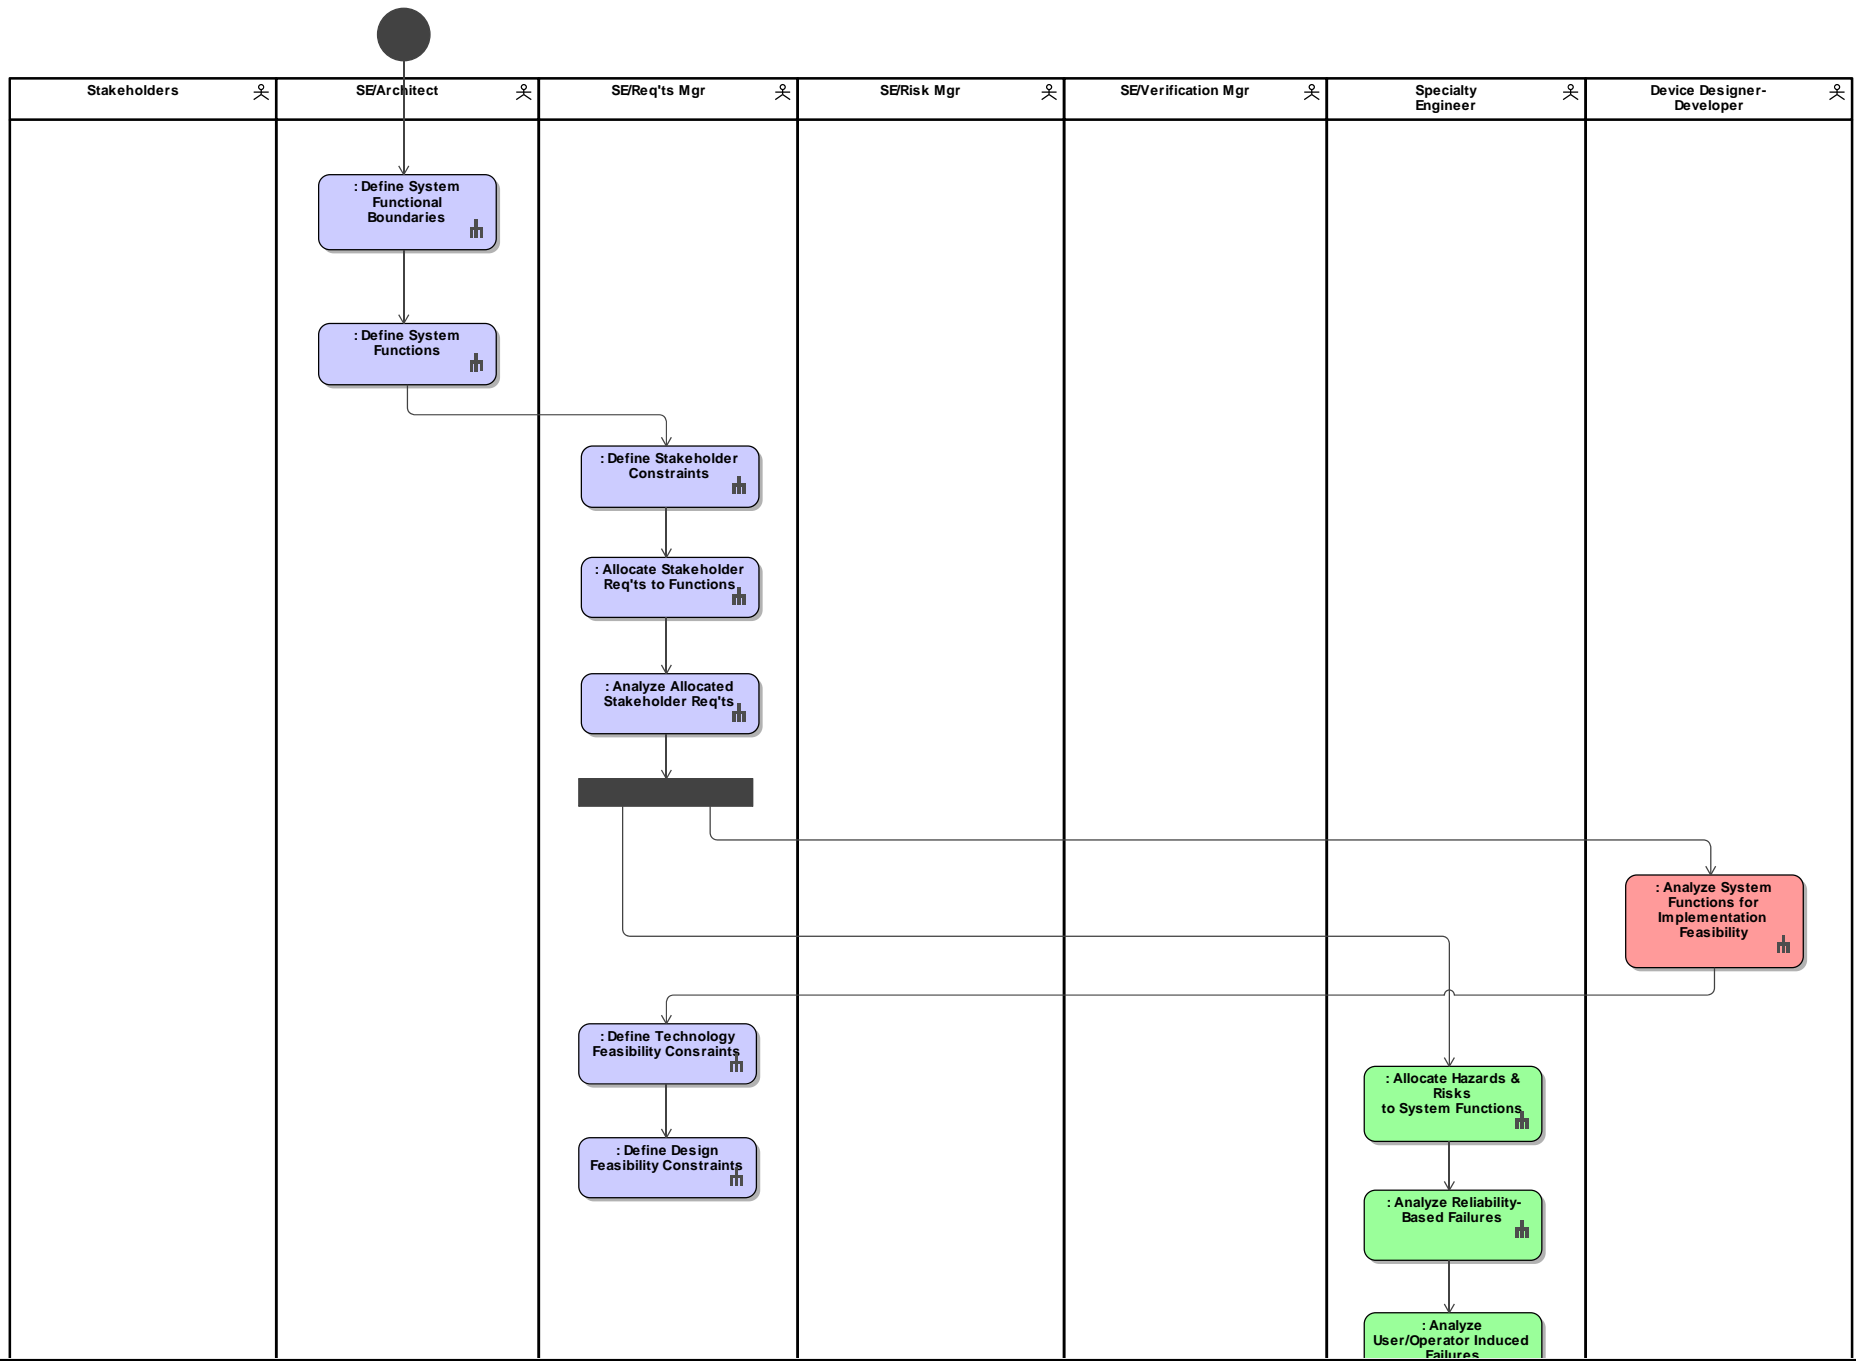 Stakeholders
SE/Architect
SE/Req'ts Mgr
SE/Risk Mgr
SE/Verification Mgr
Specialty
Engineer
Device Designer-
Developer
: Define System
Functional
Boundaries
: Define System
Functions
: Define Stakeholder
Constraints
: Allocate Stakeholder
Req'ts to Functions
: Analyze Allocated
Stakeholder Req'ts
: Analyze System
Functions for
Implementation
Feasibility
: Define Technology
Feasibility Consraints
: Allocate Hazards &
Risks
to System Functions
: Define Design
Feasibility Constraints
: Analyze Reliability-
Based Failures
: Analyze
User/Operator Induced
Failures